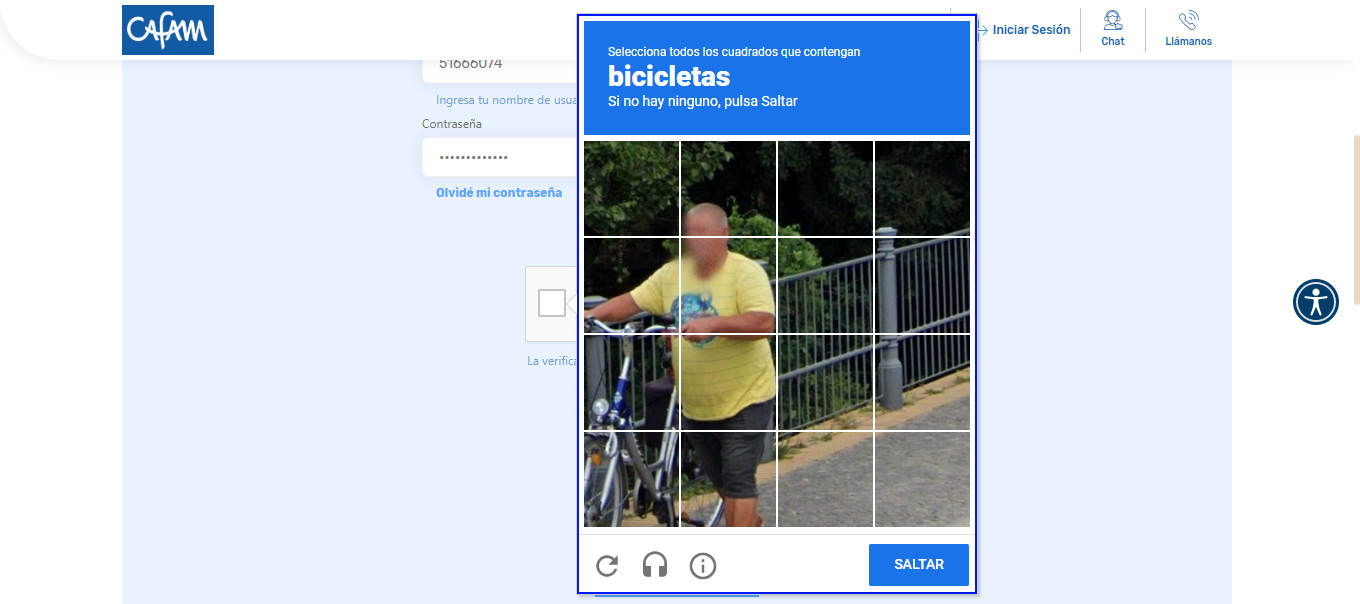 CAFAM
Iniciar Sesión
Chat
Llámanos
51666074
Ingresa tu nombre de usua
Contraseña
•••••••••••••
Olvidé mi contraseña
La verifica
Selecciona todos los cuadrados que contengan
bicicletas
Si no hay ninguno, pulsa Saltar
SALTAR